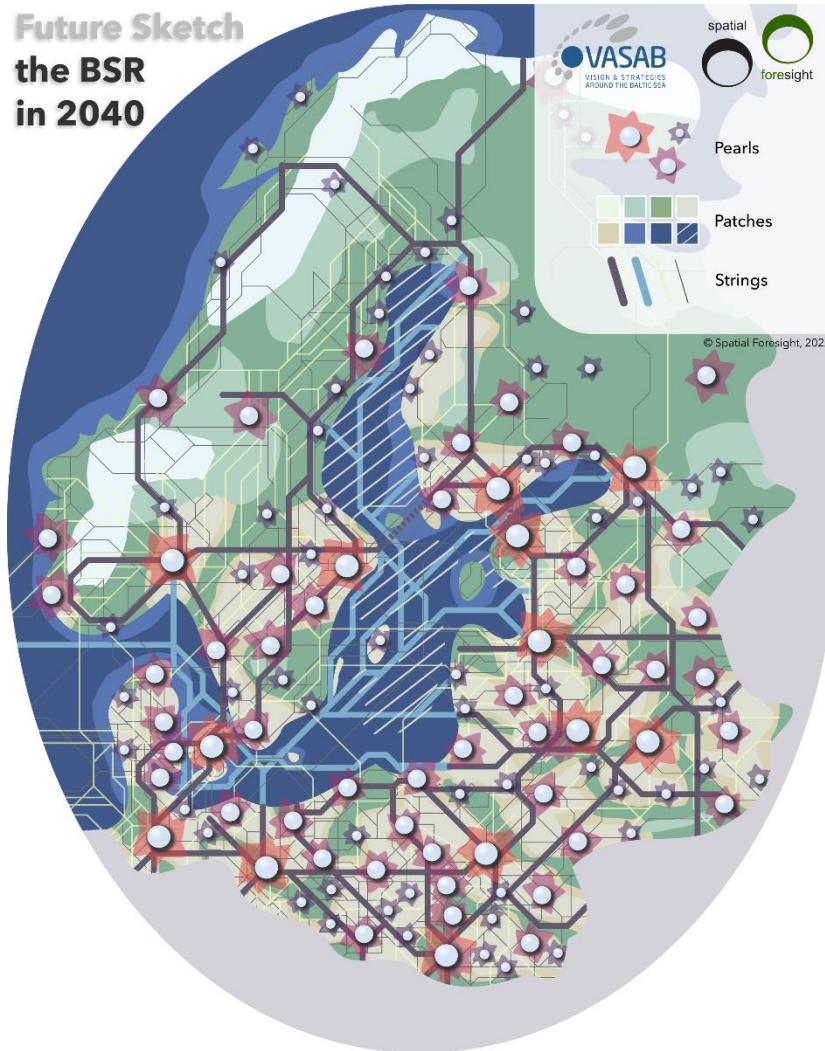 Future Sketch
the BSR
in 2040
VASAB
VISION & STRATEGIES
AROUND THE BALTIC SEA
spatial
foresight
Pearls
Patches
Strings
© Spatial Foresight, 202